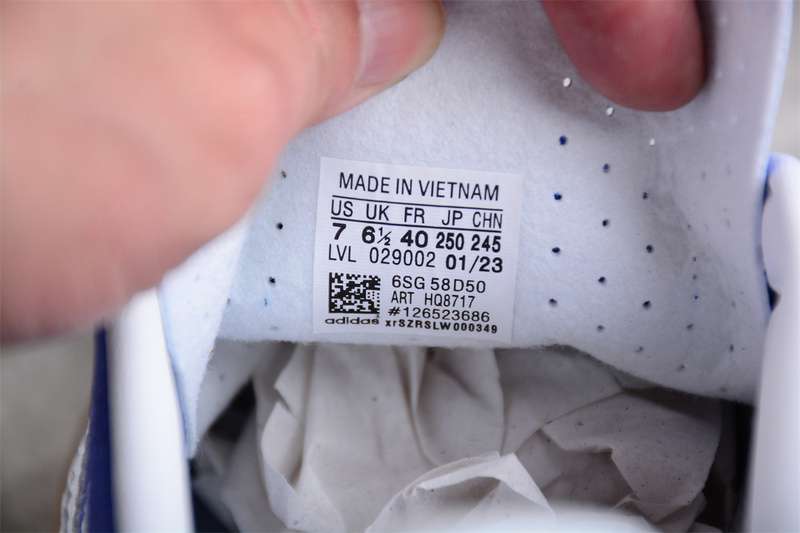 MADE IN VIETNAM
US UK FR JP CHN
7 6½ 40 250 245
LVL 029002 01/23
6SG 58D50
ART HQ8717
#126523686
adidas xrSZRSLW000349